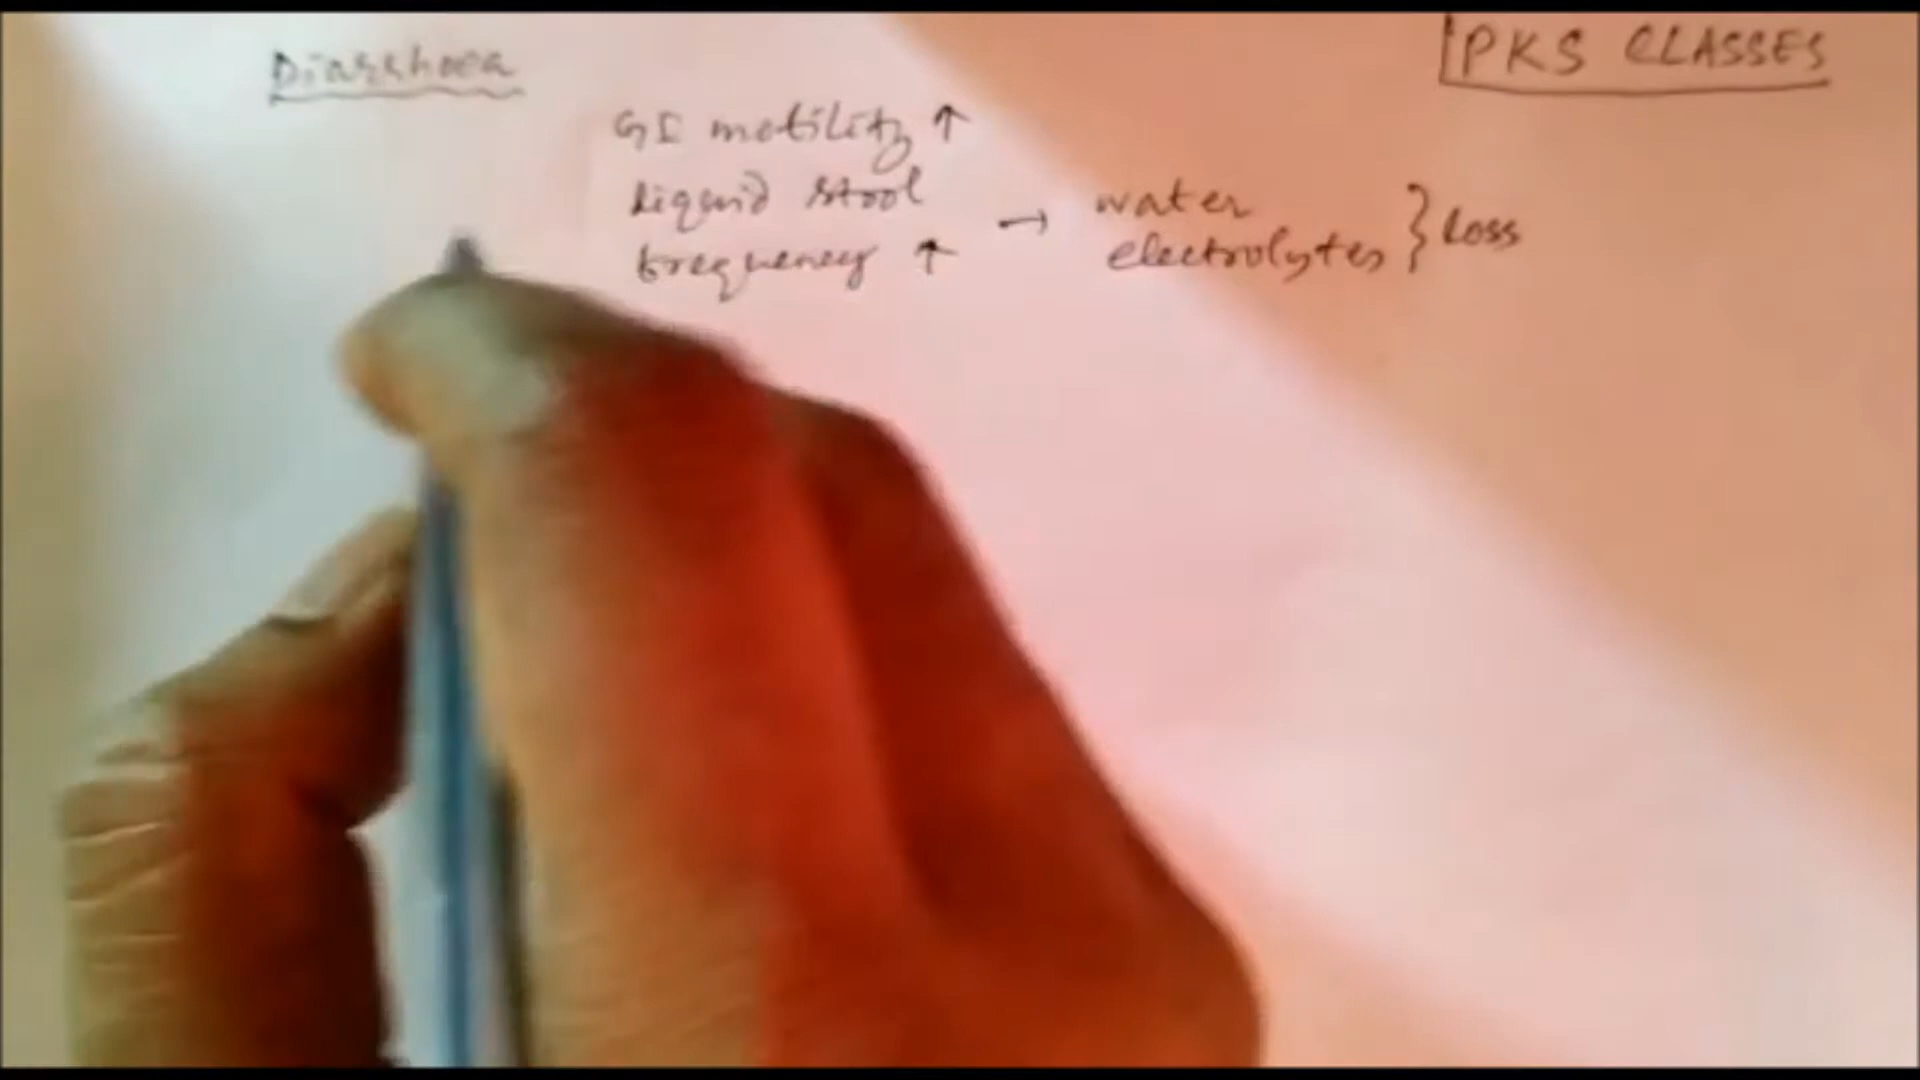 Diarrhoea
PKS CLASSES
GI motility ↑
Liquid stool
frequency ↑
→ water
electrolytes } Loss